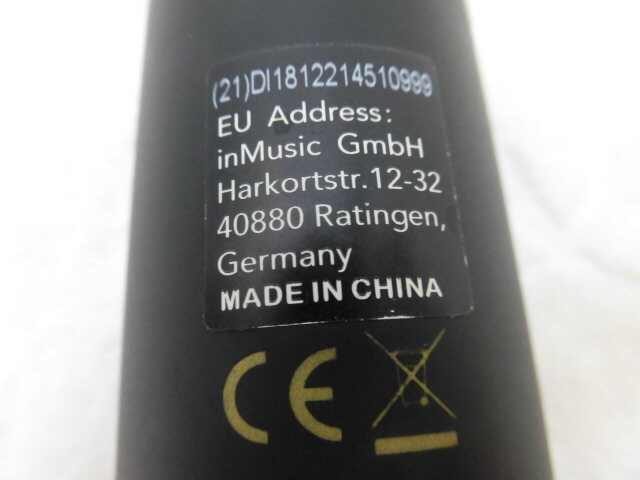 (21)DI1812214510999
EU Address:
inMusic GmbH
Harkortstr.12-32
40880 Ratingen,
Germany
MADE IN CHINA
CE